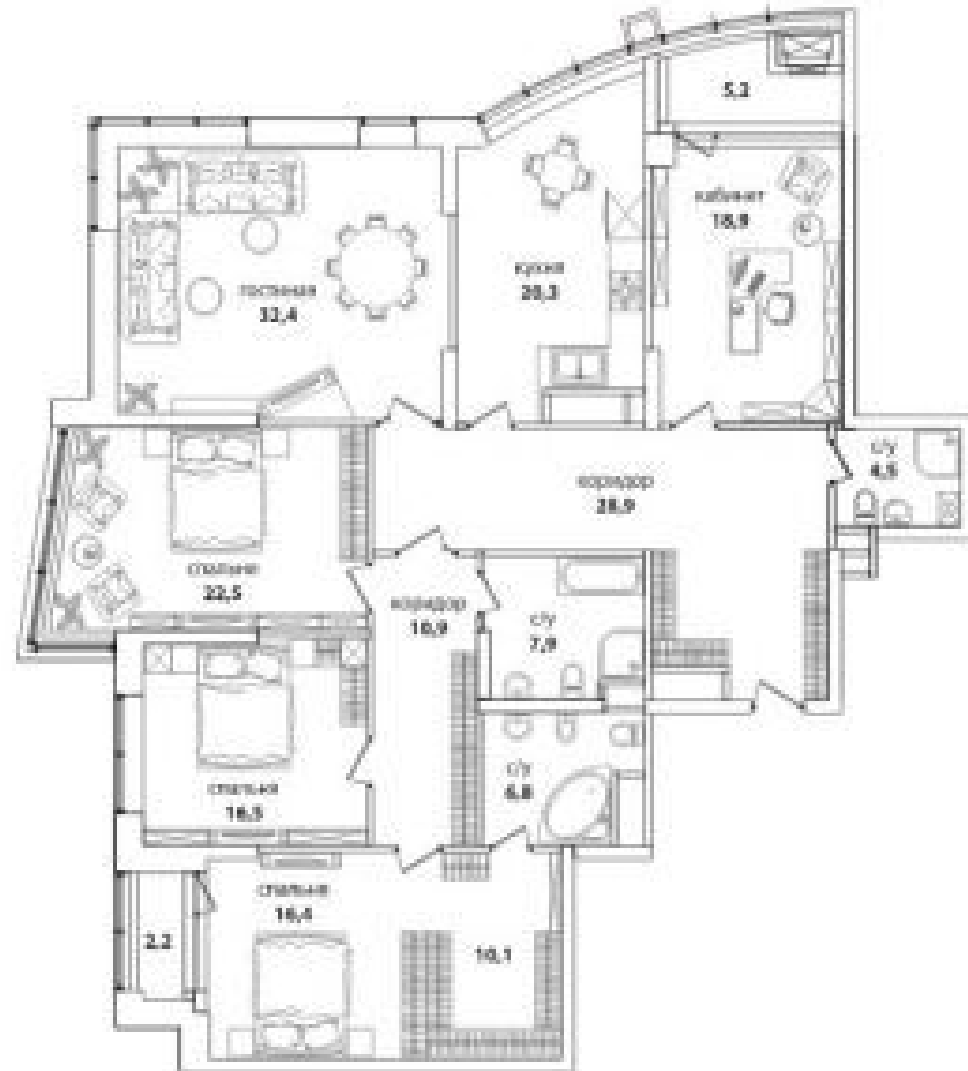 5,2
кабинет
18,9
гостиная
32,4
кухня
20,3
с/у
4,5
коридор
28,9
спальня
22,5
коридор
10,9
с/у
7,9
спальня
16,5
с/у
6,8
спальня
16,4
2,2
10,1